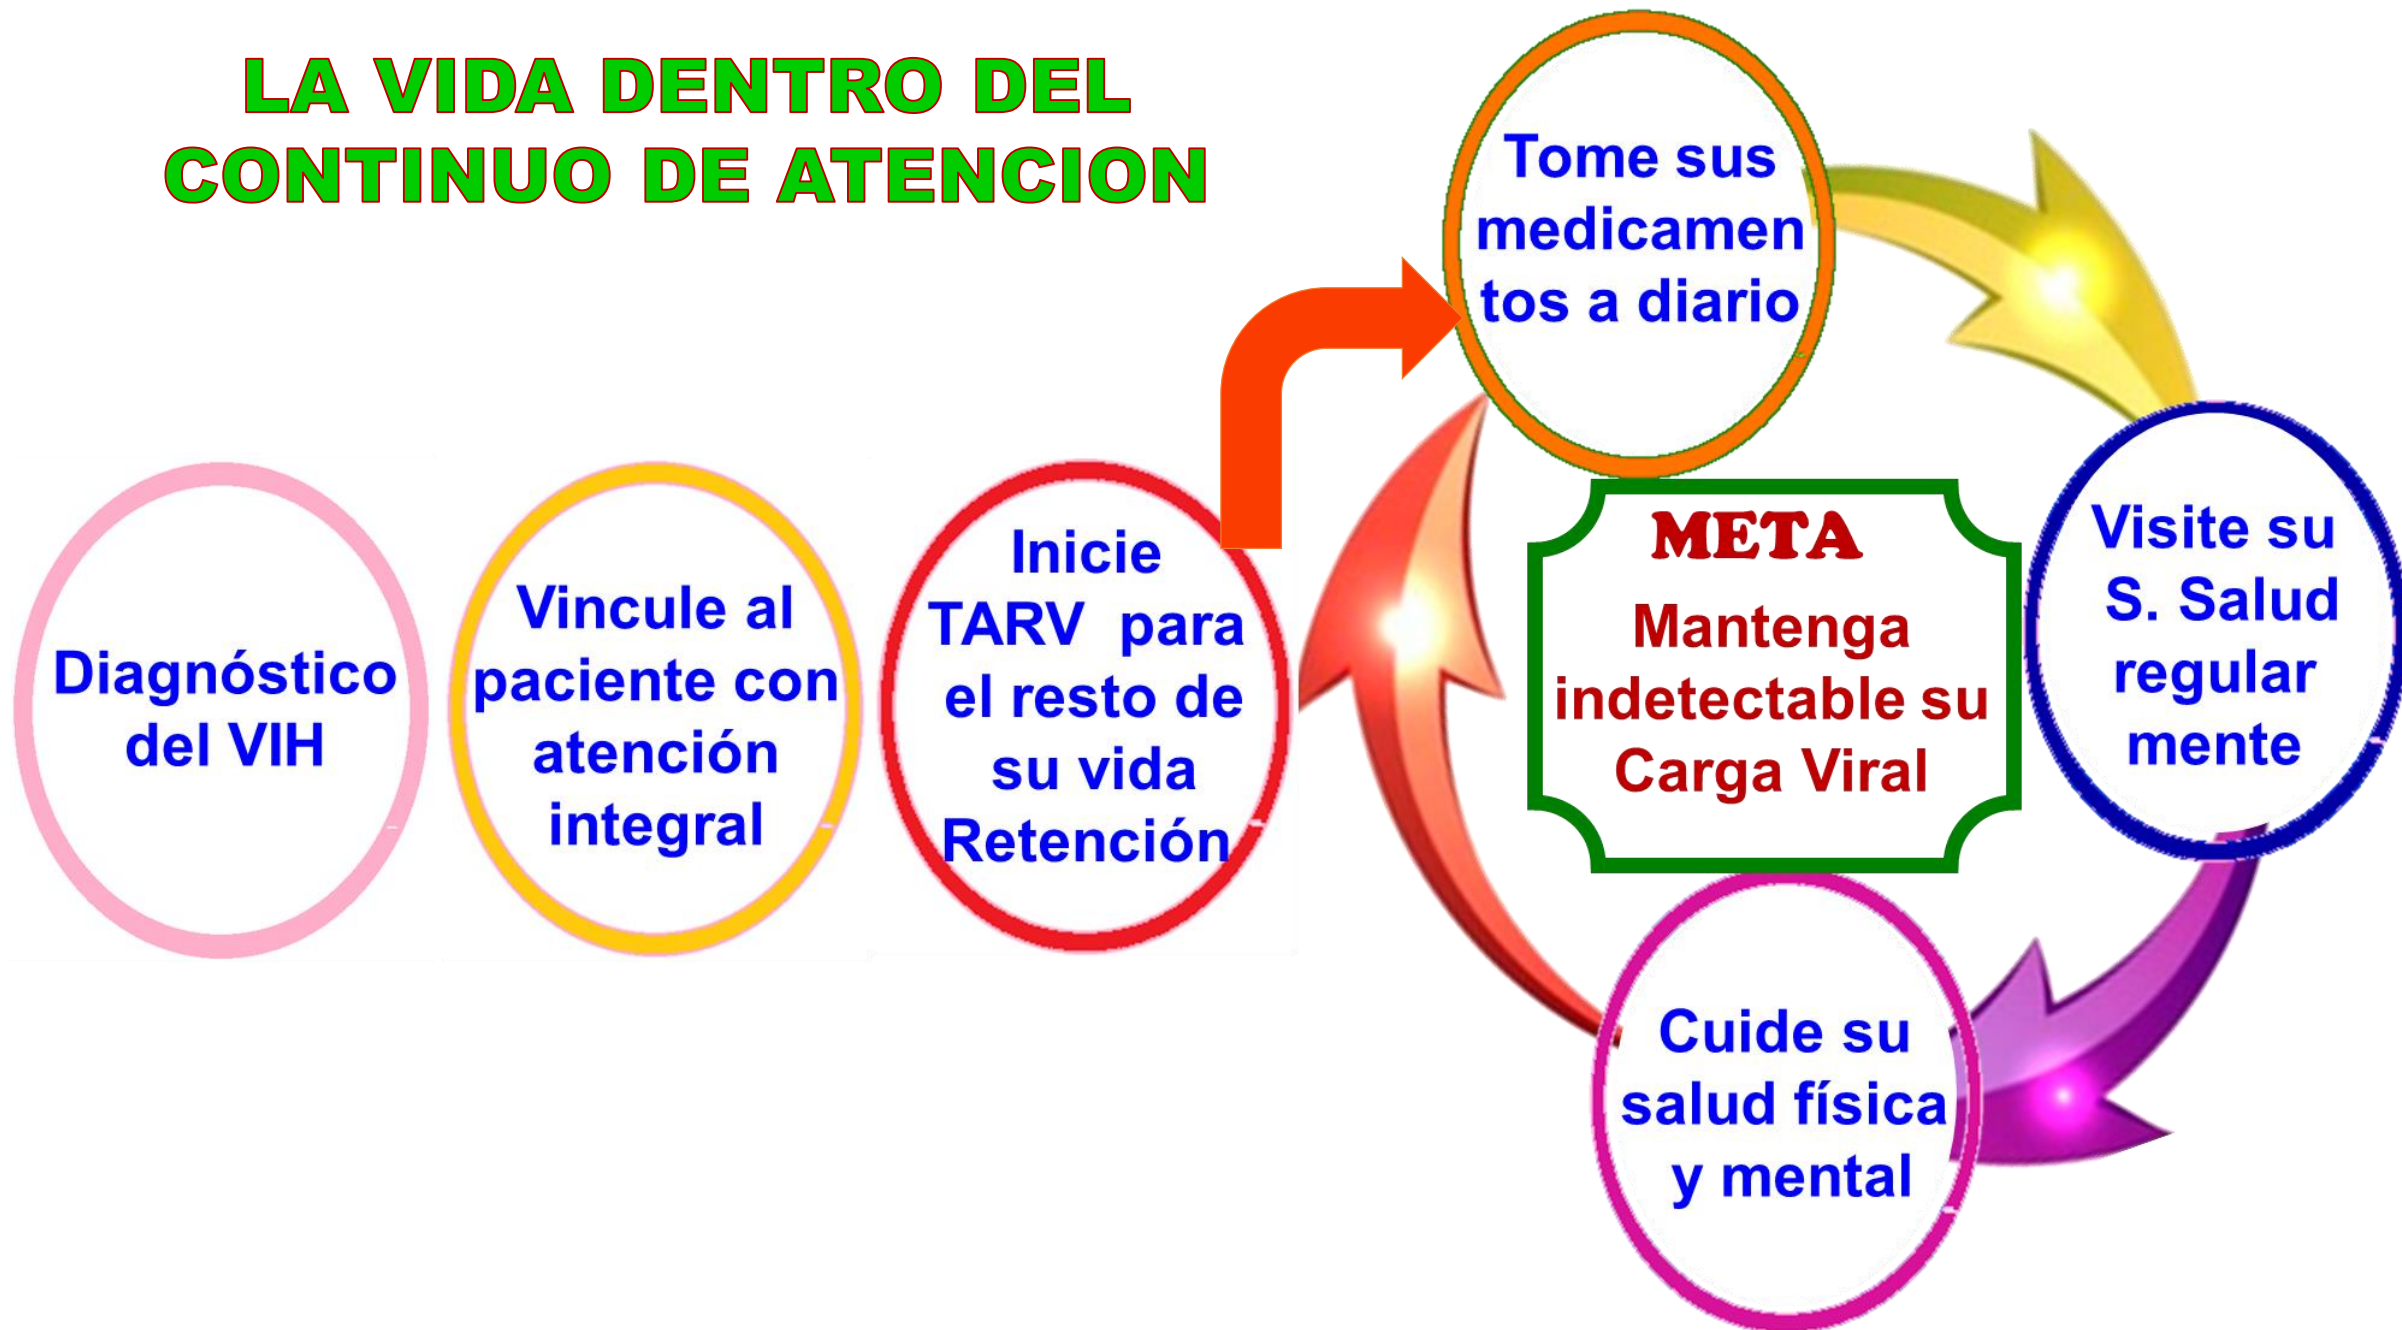 LA VIDA DENTRO DEL
CONTINUO DE ATENCION
Diagnóstico
del VIH
Vincule al
paciente con
atención
integral
Inicie
TARV para
el resto de
su vida
Retención
Tome sus
medicamen
tos a diario
Visite su
S. Salud
regular
mente
Cuide su
salud física
y mental
META
Mantenga
indetectable su
Carga Viral